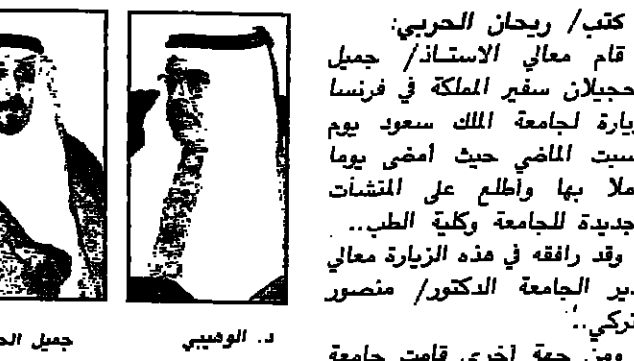 كتب/ ريحان الحربي:
قام معالي الاستاذ/ جميل
حجيلان سفير المملكة في فرنسا
يارة لجامعة الملك سعود يوم
سبت الماضي حيث أمضى يوما
ملا بها واطلع على المنشآت
جديدة للجامعة وكلية الطب..
وقد رافقه في هذه الزيارة معالي
دير الجامعة الدكتور/ منصور
تركي..
ومن جهة أخرى قامت جامعة
د. الوهيبي
جميل الح